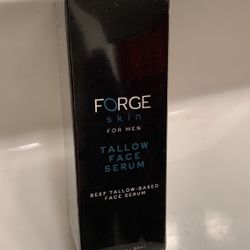 FORGE
skin
FOR MEN
TALLOW
FACE
SERUM
BEEF TALLOW-BASED
FACE SERUM